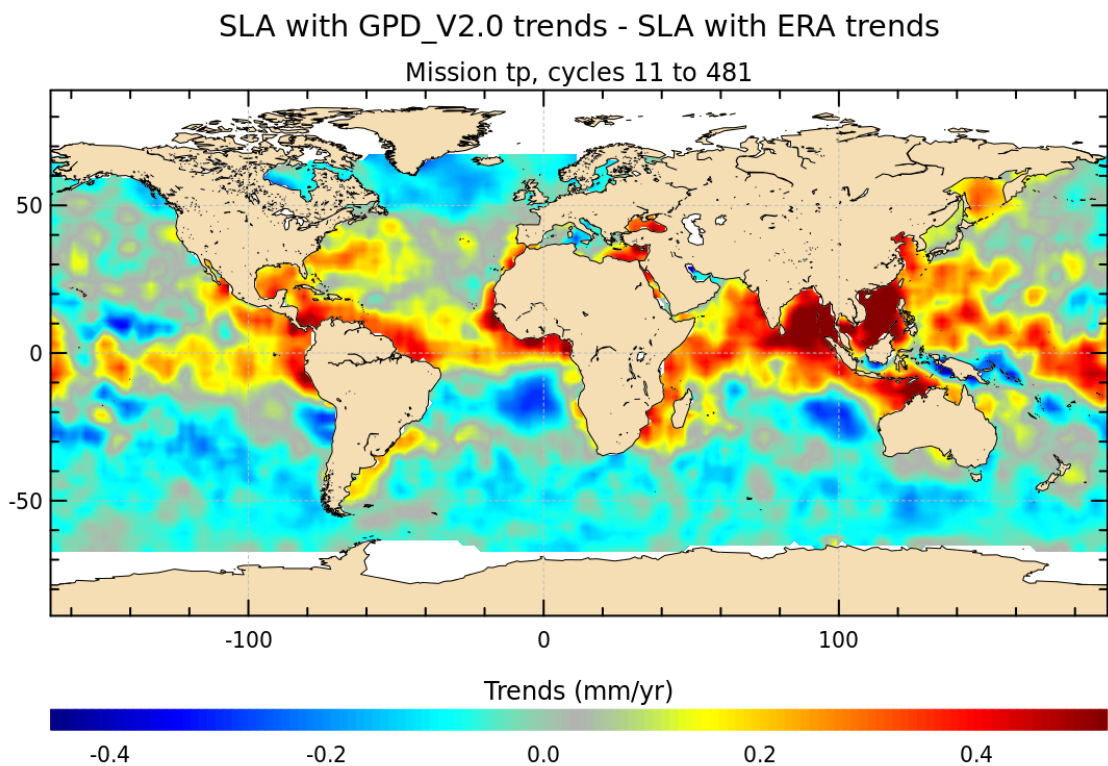 SLA with GPD_V2.0 trends - SLA with ERA trends
Mission tp, cycles 11 to 481
50
0
-50
-100 0 100
Trends (mm/yr)
-0.4 -0.2 0.0 0.2 0.4